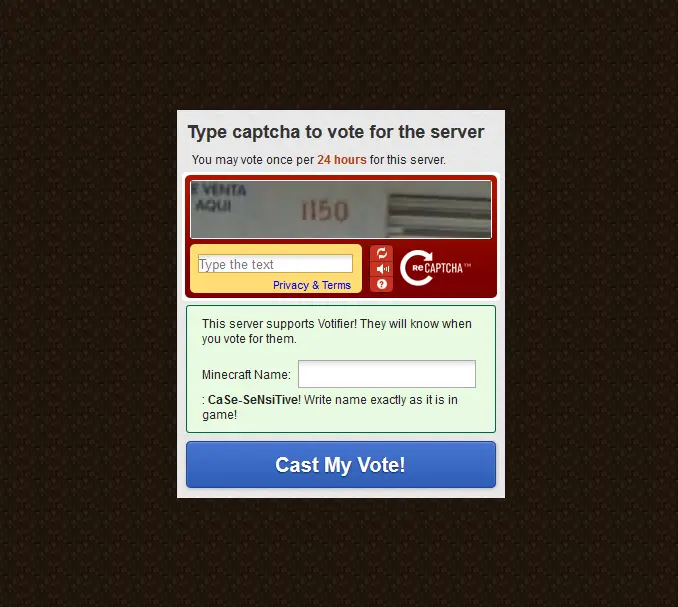 Type captcha to vote for the server
You may vote once per 24 hours for this server.
E VENTA
AQUI
1150
Type the text
Privacy & Terms
ReCAPTCHA™
This server supports Votifier! They will know when
you vote for them.
Minecraft Name:
: CaSe-SeNsiTive! Write name exactly as it is in
game!
Cast My Vote!